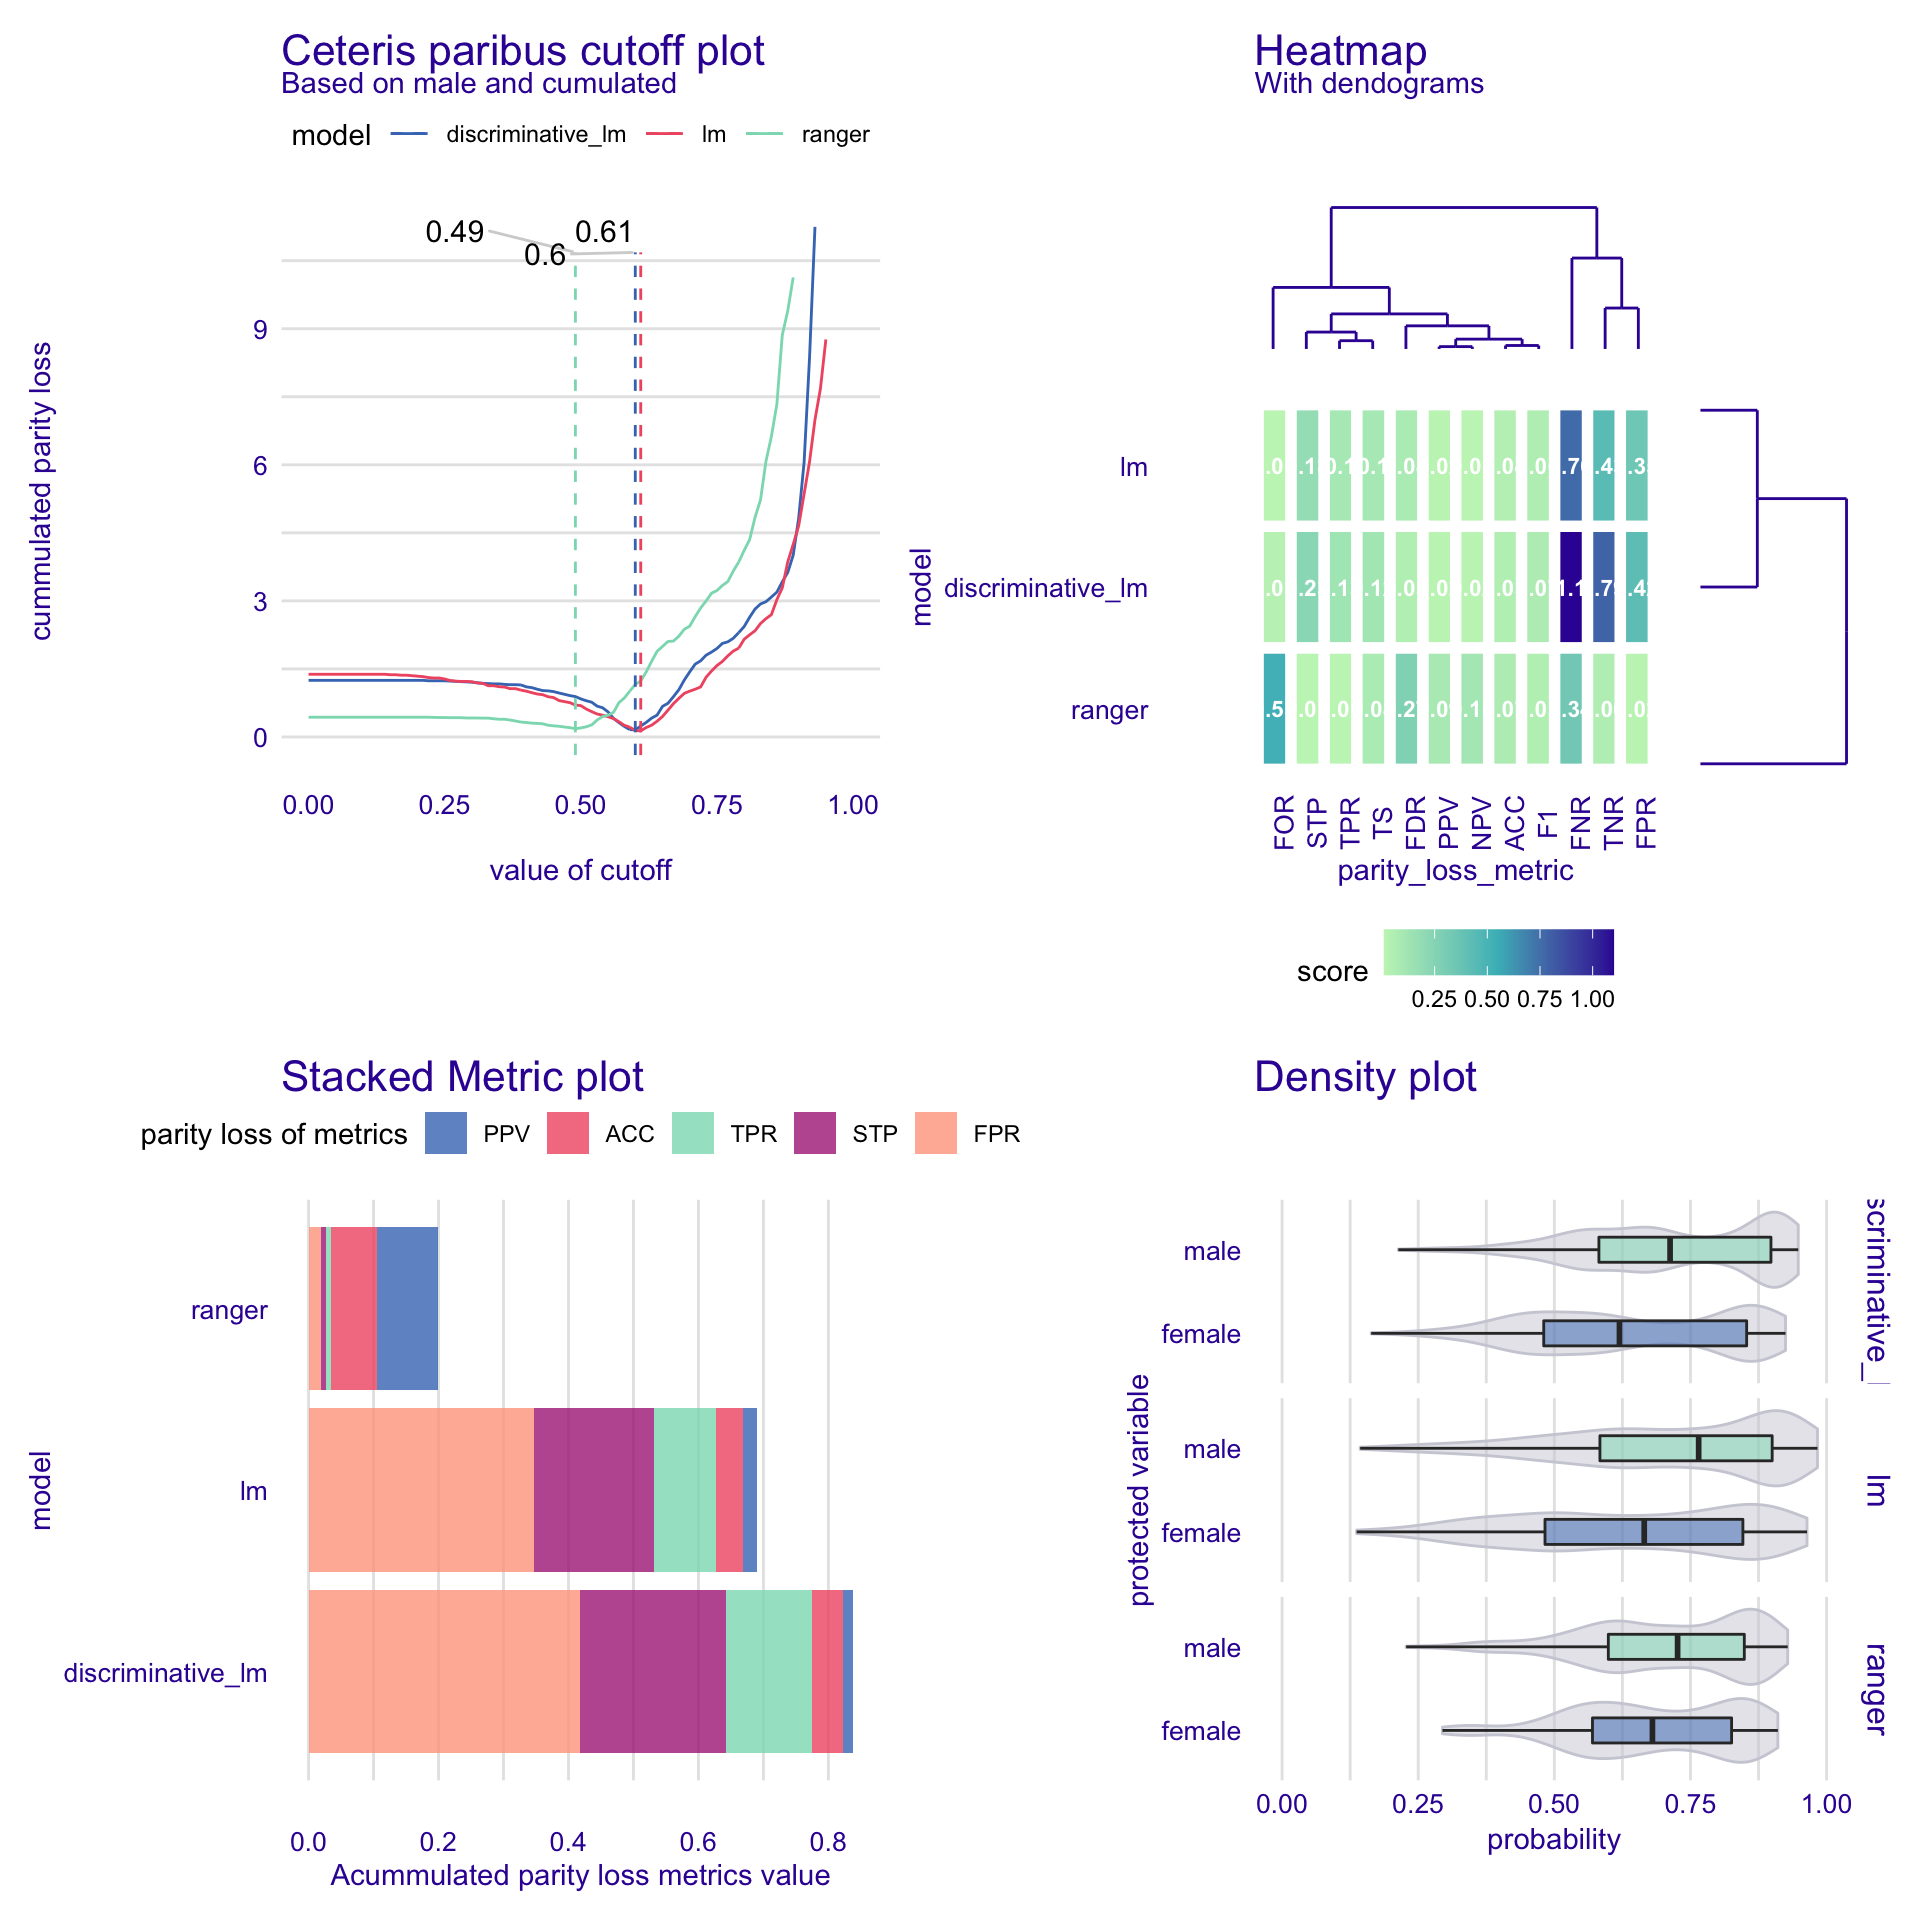 Ceteris paribus cutoff plot
Based on male and cumulated
model discriminative_lm lm ranger
0.49
0.6
0.61
cummulated parity loss
9
6
3
0
0.00 0.25 0.50 0.75 1.00
value of cutoff
Heatmap
With dendograms
model
lm
discriminative_lm
ranger
FOR STP TPR TS FDR PPV NPV ACC F1 FNR TNR FPR
parity_loss_metric
score
0.25 0.50 0.75 1.00
Stacked Metric plot
parity loss of metrics PPV ACC TPR STP FPR
model
ranger
lm
discriminative_lm
0.0 0.2 0.4 0.6 0.8
Acummulated parity loss metrics value
Density plot
protected variable
male
female
scriminative_l
male
female
lm
male
female
ranger
0.00 0.25 0.50 0.75 1.00
probability